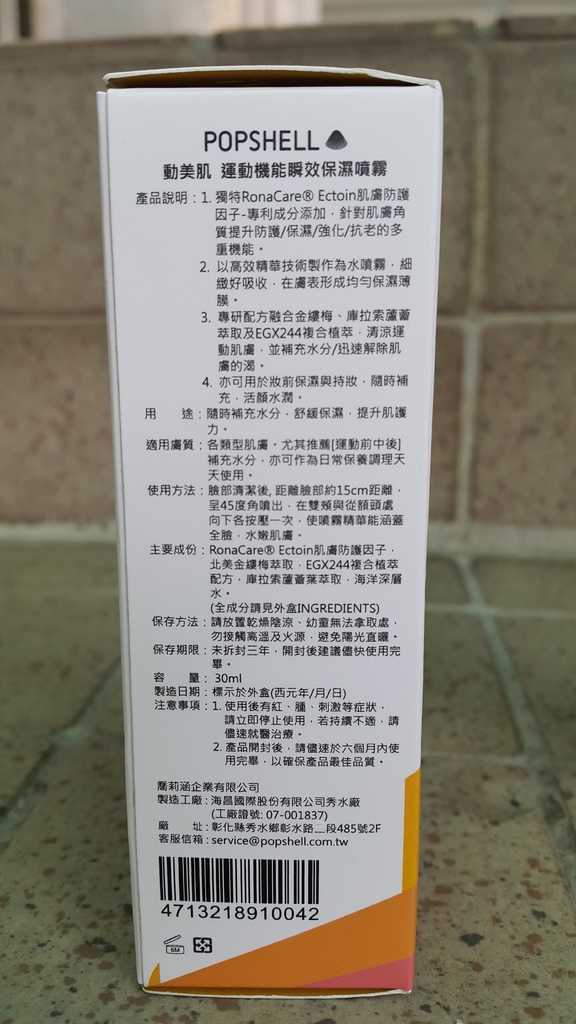 POPSHELL
動美肌 運動機能瞬效保濕噴霧
產品說明：1. 獨特RonaCare® Ectoin肌膚防護
因子-專利成分添加，針對肌膚角
質提升防護/保濕/強化/抗老的多
重機能。
2. 以高效精華技術製作為水噴霧，細
緻好吸收，在膚表形成均勻保濕薄
膜。
3. 專研配方融合金縷梅、庫拉索蘆薈
萃取及EGX244複合植萃，清涼運
動肌膚，並補充水分/迅速解除肌
膚的渴。
4. 亦可用於妝前保濕與持妝，隨時補
充，活顏水潤。
用　　途：隨時補充水分，舒緩保濕，提升肌護
力。
適用膚質：各類型肌膚。尤其推薦[運動前中後]
補充水分，亦可作為日常保養調理天
天使用。
使用方法：臉部清潔後, 距離臉部約15cm距離，
呈45度角噴出，在雙頰與從額頭處
向下各按壓一次，使噴霧精華能涵蓋
全臉，水嫩肌膚。
主要成份：RonaCare® Ectoin肌膚防護因子，
北美金縷梅萃取，EGX244複合植萃
配方，庫拉索蘆薈葉萃取，海洋深層
水。
(全成分請見外盒INGREDIENTS)
保存方法：請放置乾燥陰涼、幼童無法拿取處，
勿接觸高溫及火源，避免陽光直曬。
保存期限：未拆封三年，開封後建議儘快使用完
畢。
容　　量：30ml
製造日期：標示於外盒(西元年/月/日)
注意事項：1. 使用後有紅、腫、刺激等症狀，
請立即停止使用，若持續不適，請
儘速就醫治療。
2. 產品開封後，請儘速於六個月內使
用完畢，以確保產品最佳品質。
喬莉涵企業有限公司
製造工廠：海昌國際股份有限公司秀水廠
(工廠證號: 07-001837)
廠　　址：彰化縣秀水鄉彰水路二段485號2F
客服信箱：service@popshell.com.tw
4713218910042
6M